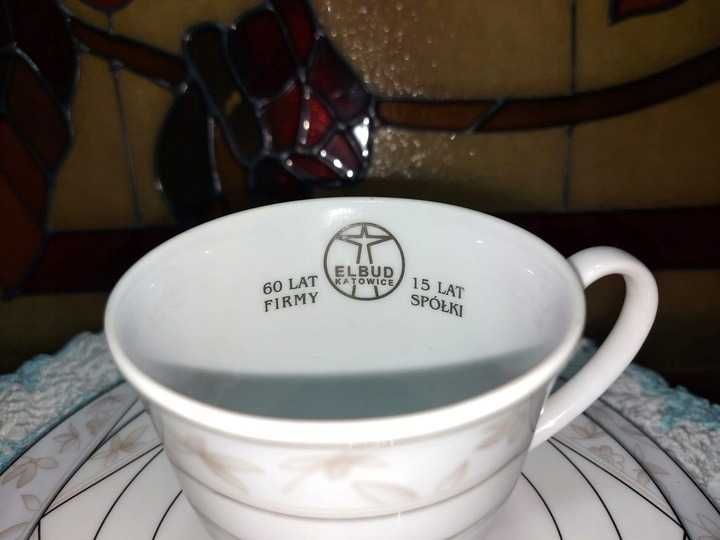 60 LAT
FIRMY
ELBUD
KATOWICE
15 LAT
SPÓŁKI